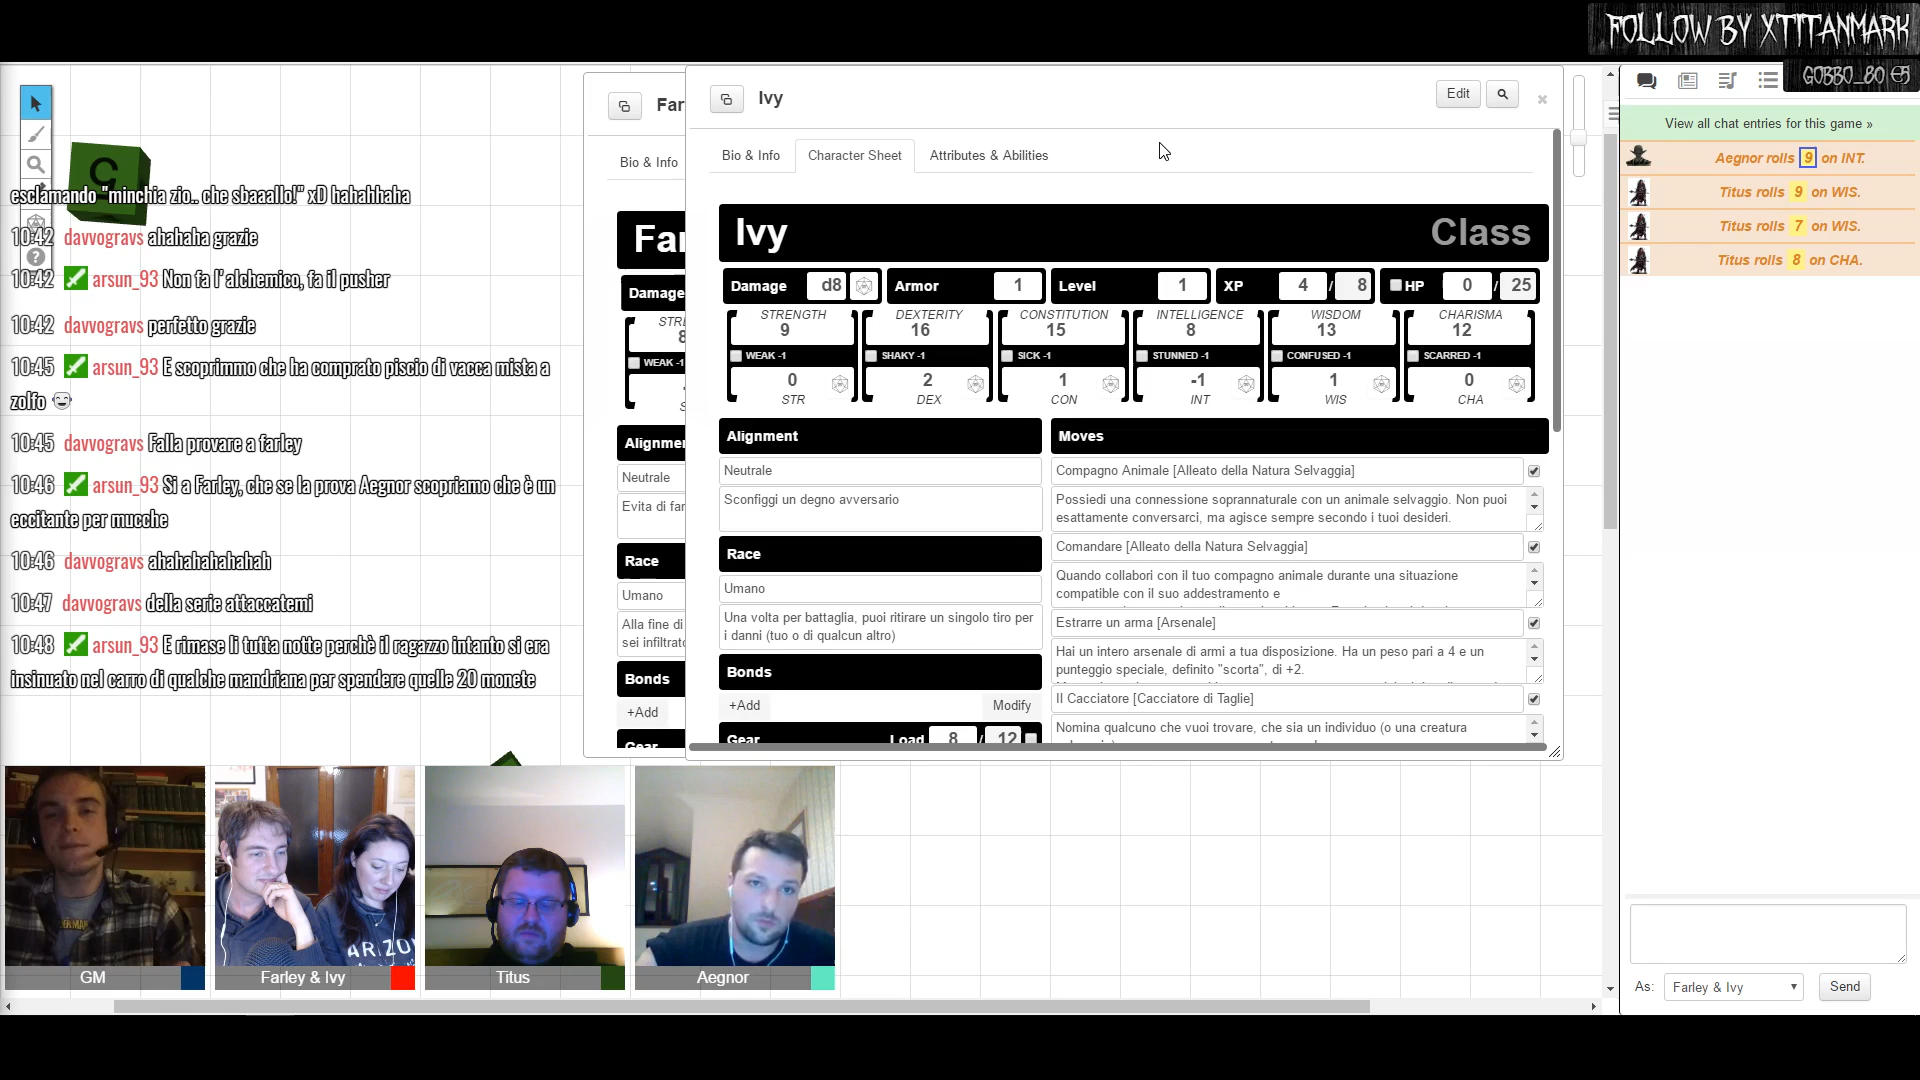 FOLLOW BY XTITANMARK
GOBBO_80
esclamando "minchia zio.. che sbaaallo!" xD hahahhaha
10:42 davvogravs ahahaha grazie
10:42 arsun_93 Non fa l'alchemico, fa il pusher
10:42 davvogravs perfetto grazie
10:45 arsun_93 E scoprimmo che ha comprato piscio di vacca mista a
zolfo
10:45 davvogravs Falla provare a farley
10:46 arsun_93 Si a Farley, che se la prova Aegnor scopriamo che è un
eccitante per mucche
10:46 davvogravs ahahahahahahah
10:47 davvogravs della serie attaccatemi
10:48 arsun_93 E rimase li tutta notte perchè il ragazzo intanto si era
insinuato nel carro di qualche mandriana per spendere quelle 20 monete
Far
Bio & Info
Far
Damage
STRE
8
WEAK -1
Alignmen
Neutrale
Evita di far
Race
Umano
Alla fine di
sei infiltrato
Bonds
+Add
Gear
Ivy
Edit
Bio & Info Character Sheet Attributes & Abilities
Ivy Class
Damage d8 Armor 1 Level 1 XP 4 / 8 HP 0 / 25
STRENGTH DEXTERITY CONSTITUTION INTELLIGENCE WISDOM CHARISMA
9 16 15 8 13 12
WEAK -1 SHAKY -1 SICK -1 STUNNED -1 CONFUSED -1 SCARRED -1
0 2 1 -1 1 0
STR DEX CON INT WIS CHA
Alignment
Neutrale
Sconfiggi un degno avversario
Race
Umano
Una volta per battaglia, puoi ritirare un singolo tiro per
i danni (tuo o di qualcun altro)
Bonds
+Add Modify
Gear Load 8 / 12
Moves
Compagno Animale [Alleato della Natura Selvaggia]
Possiedi una connessione soprannaturale con un animale selvaggio. Non puoi
esattamente conversarci, ma agisce sempre secondo i tuoi desideri.
Comandare [Alleato della Natura Selvaggia]
Quando collabori con il tuo compagno animale durante una situazione
compatibile con il suo addestramento e
Estrarre un arma [Arsenale]
Hai un intero arsenale di armi a tua disposizione. Ha un peso pari a 4 e un
punteggio speciale, definito "scorta", di +2.
Il Cacciatore [Cacciatore di Taglie]
Nomina qualcuno che vuoi trovare, che sia un individuo (o una creatura
View all chat entries for this game »
Aegnor rolls 9 on INT.
Titus rolls 9 on WIS.
Titus rolls 7 on WIS.
Titus rolls 8 on CHA.
As: Farley & Ivy Send
ARIZO
GM
Farley & Ivy
Titus
Aegnor